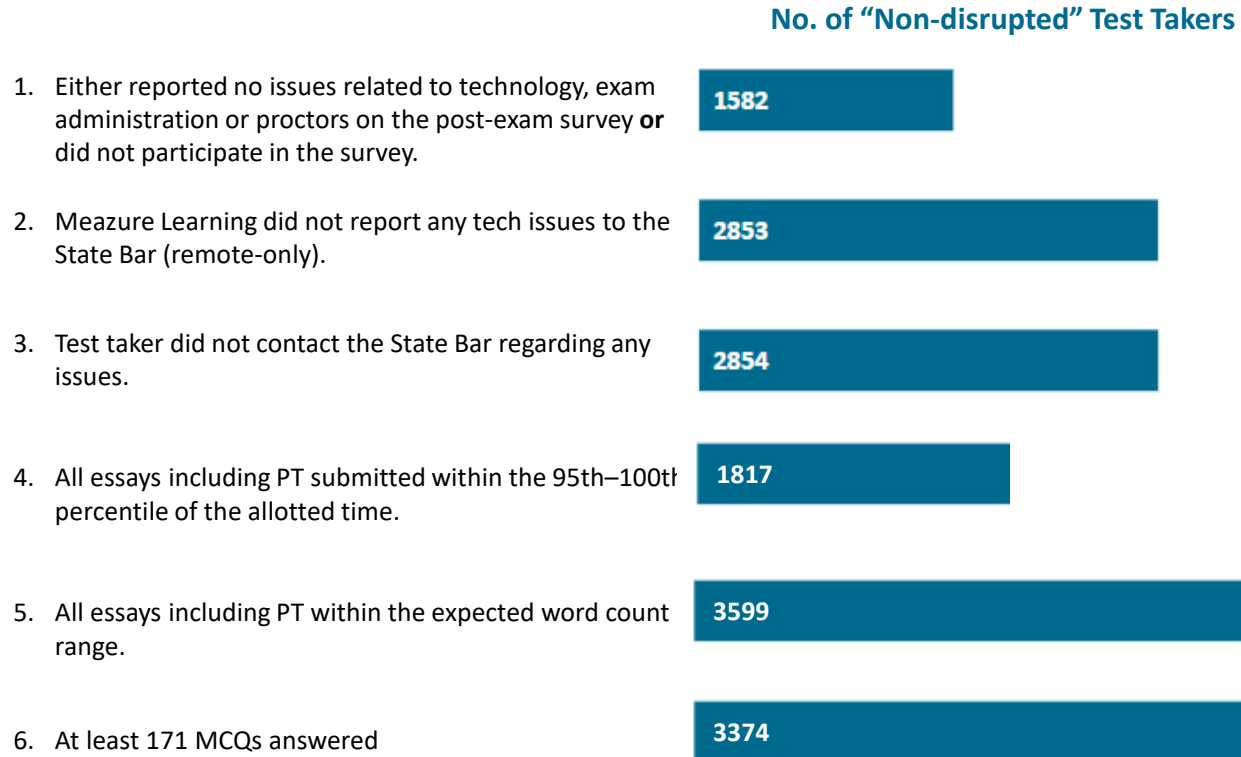 No. of “Non-disrupted” Test Takers
1. Either reported no issues related to technology, exam
administration or proctors on the post-exam survey or
did not participate in the survey.
1582
2. Meazure Learning did not report any tech issues to the
State Bar (remote-only).
2853
3. Test taker did not contact the State Bar regarding any
issues.
2854
4. All essays including PT submitted within the 95th–100th
percentile of the allotted time.
1817
5. All essays including PT within the expected word count
range.
3599
6. At least 171 MCQs answered
3374